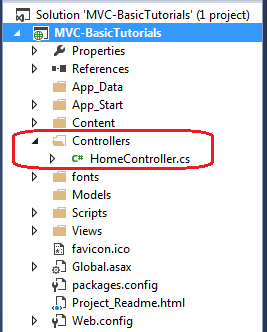 Solution 'MVC-BasicTutorials' (1 project)
MVC-BasicTutorials
Properties
References
App_Data
App_Start
Content
Controllers
C# HomeController.cs
fonts
Models
Scripts
Views
favicon.ico
Global.asax
packages.config
Project_Readme.html
Web.config